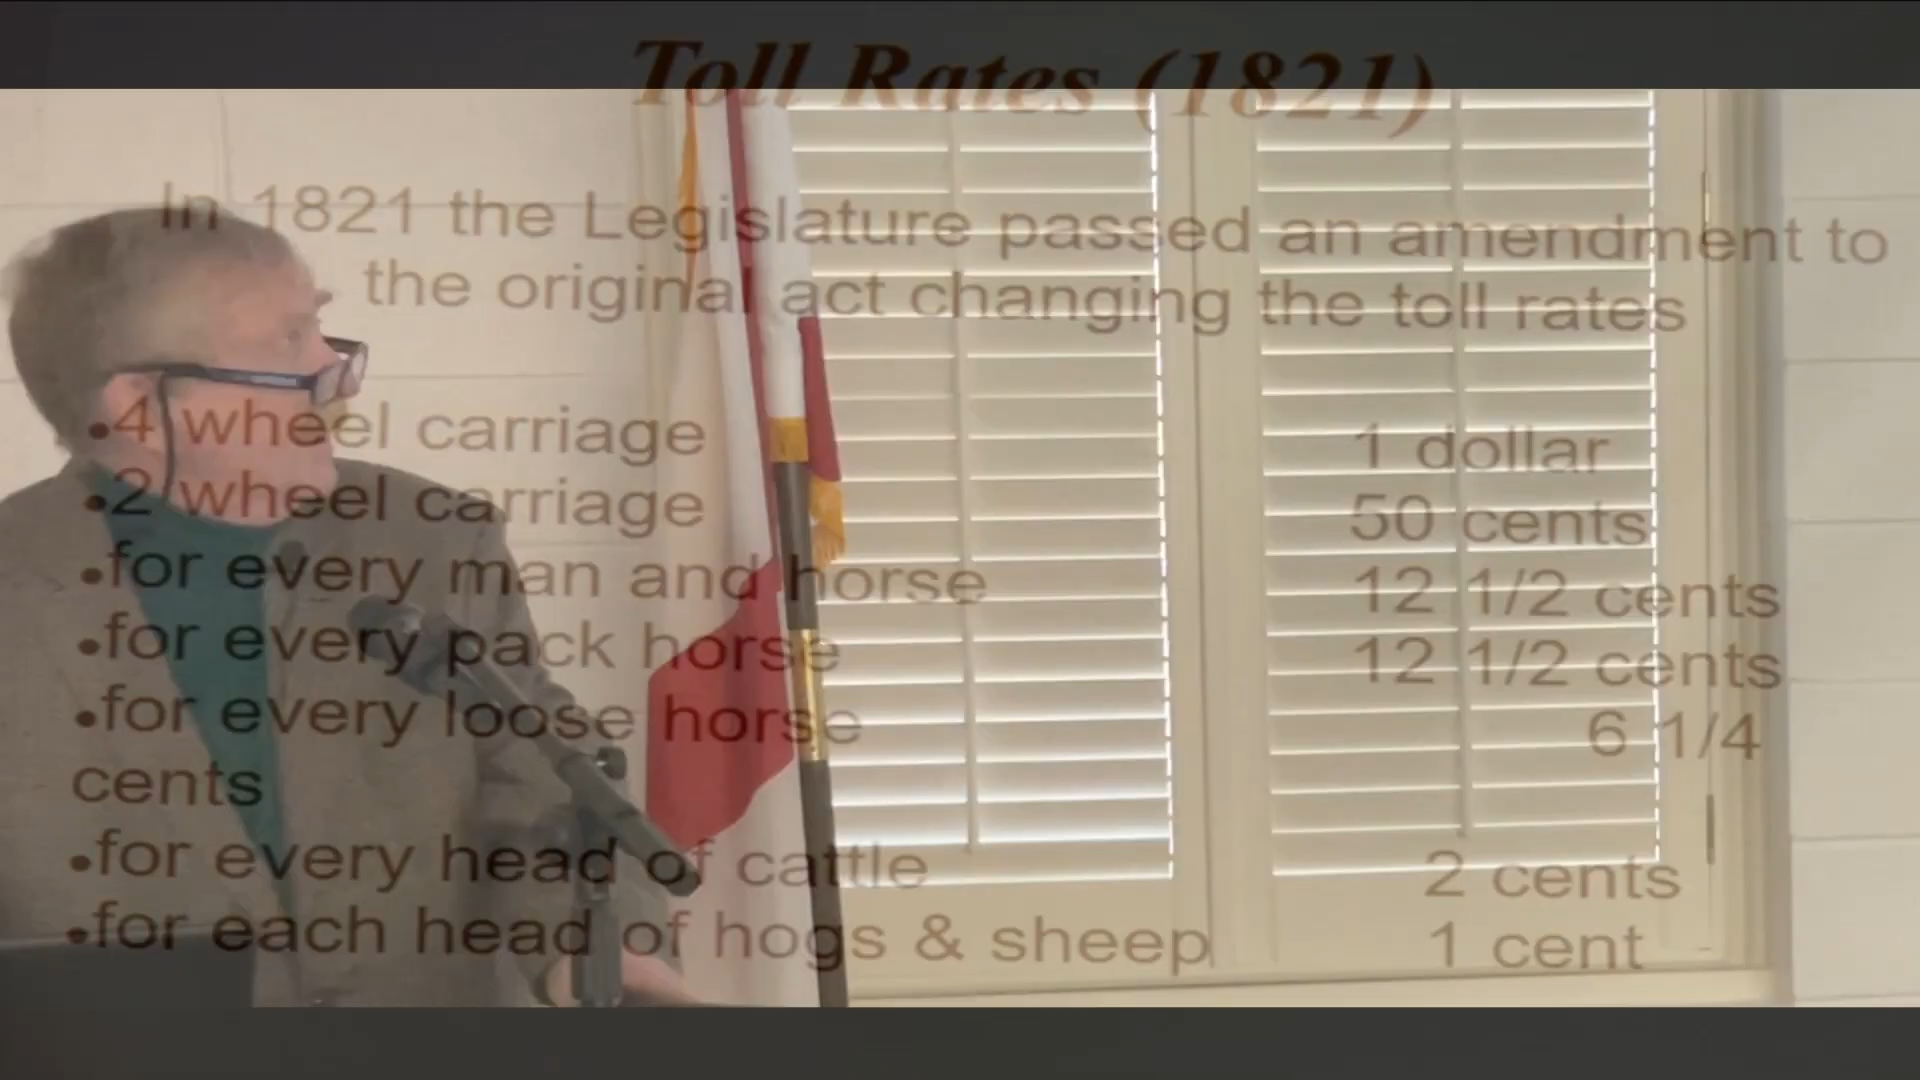 Toll Rates (1821)
In 1821 the Legislature passed an amendment to
the original act changing the toll rates
•4 wheel carriage 1 dollar
•2 wheel carriage 50 cents
•for every man and horse 12 1/2 cents
•for every pack horse 12 1/2 cents
•for every loose horse 6 1/4
cents
•for every head of cattle 2 cents
•for each head of hogs & sheep 1 cent